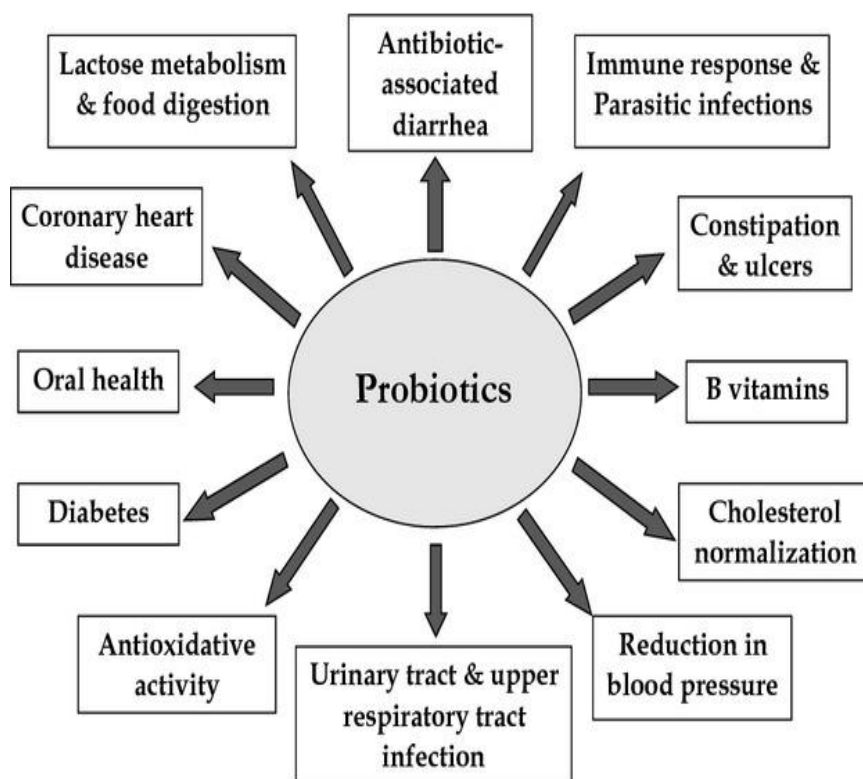 Lactose metabolism
& food digestion
Antibiotic-
associated
diarrhea
Immune response &
Parasitic infections
Coronary heart
disease
Constipation
& ulcers
Oral health
Probiotics
B vitamins
Diabetes
Cholesterol
normalization
Antioxidative
activity
Urinary tract & upper
respiratory tract
infection
Reduction in
blood pressure